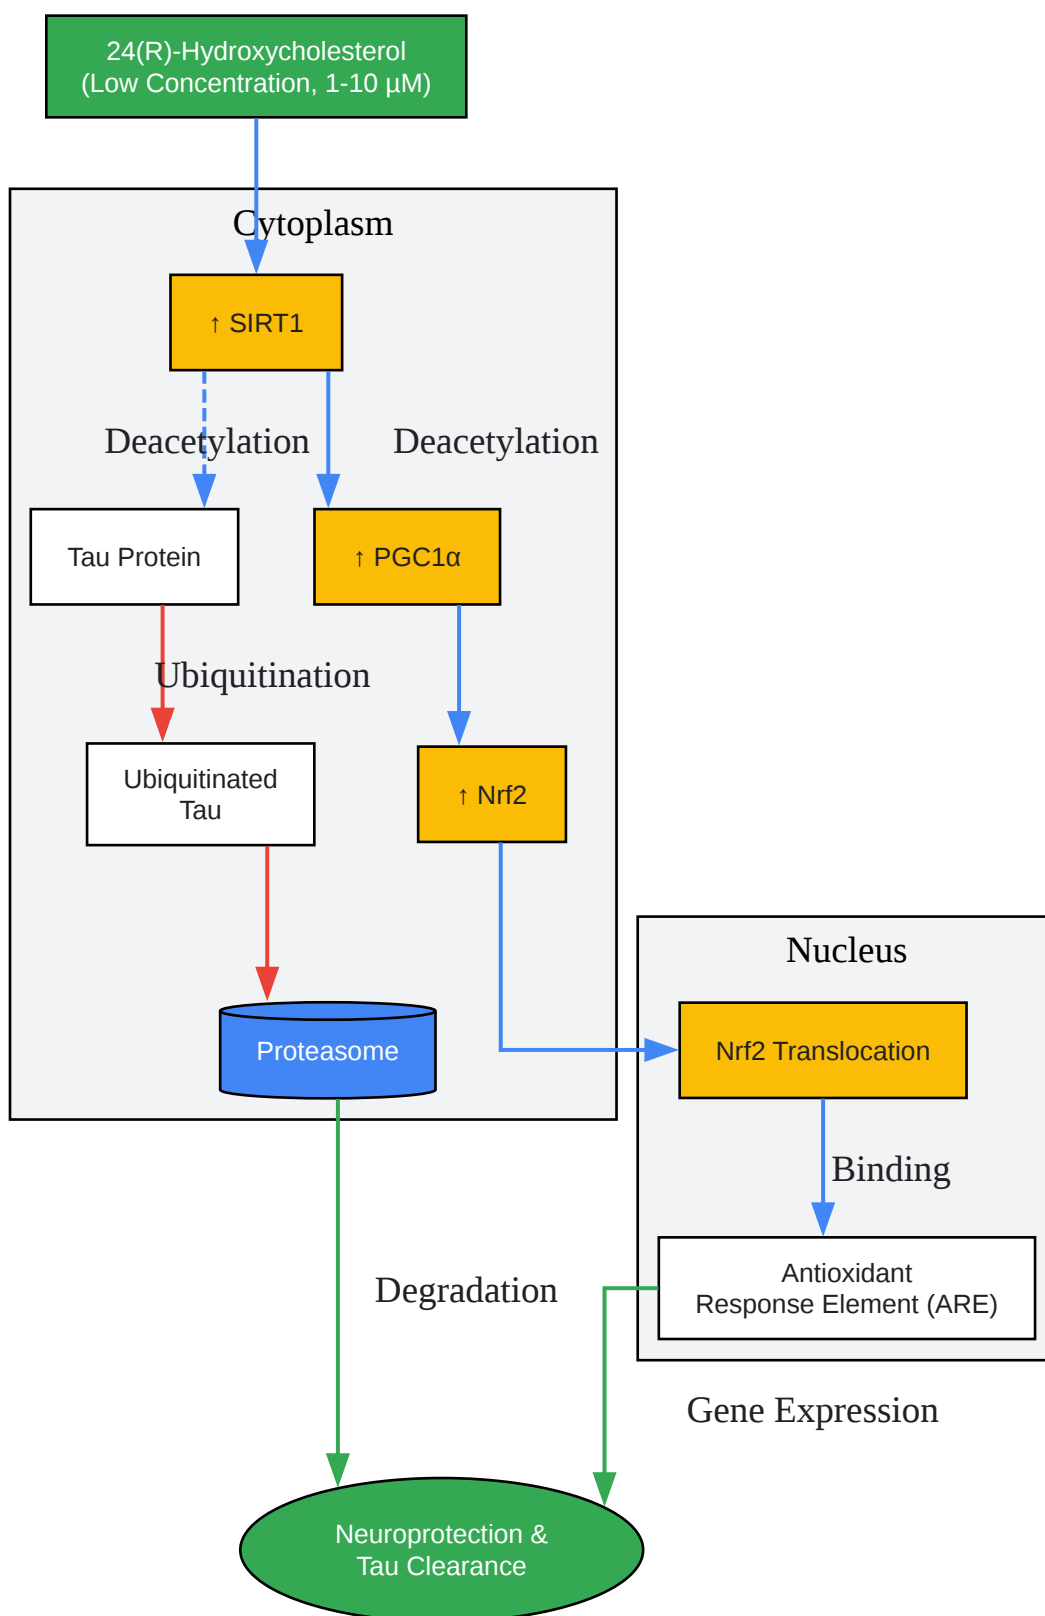 24(R)-Hydroxycholesterol
(Low Concentration, 1-10 µM)
Cytoplasm
↑ SIRT1
Deacetylation
Deacetylation
Tau Protein
↑ PGC1α
Ubiquitination
Ubiquitinated
Tau
↑ Nrf2
Nucleus
Proteasome
Nrf2 Translocation
Binding
Antioxidant
Response Element (ARE)
Degradation
Gene Expression
Neuroprotection &
Tau Clearance